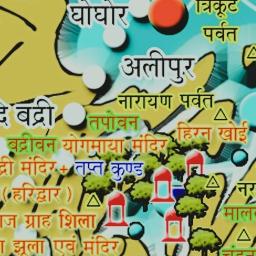 घोघोर
त्रिकूट
पर्वत
अलीपुर
नारायण पर्वत
दि बद्री
तपोवन
बद्रीवन योगमाया मंदिर
हिरन खाई
द्री मंदिर+ तप्त कुण्ड
( हरिद्वार )
ज ग्राह शिला
झूला एवं मंदिर